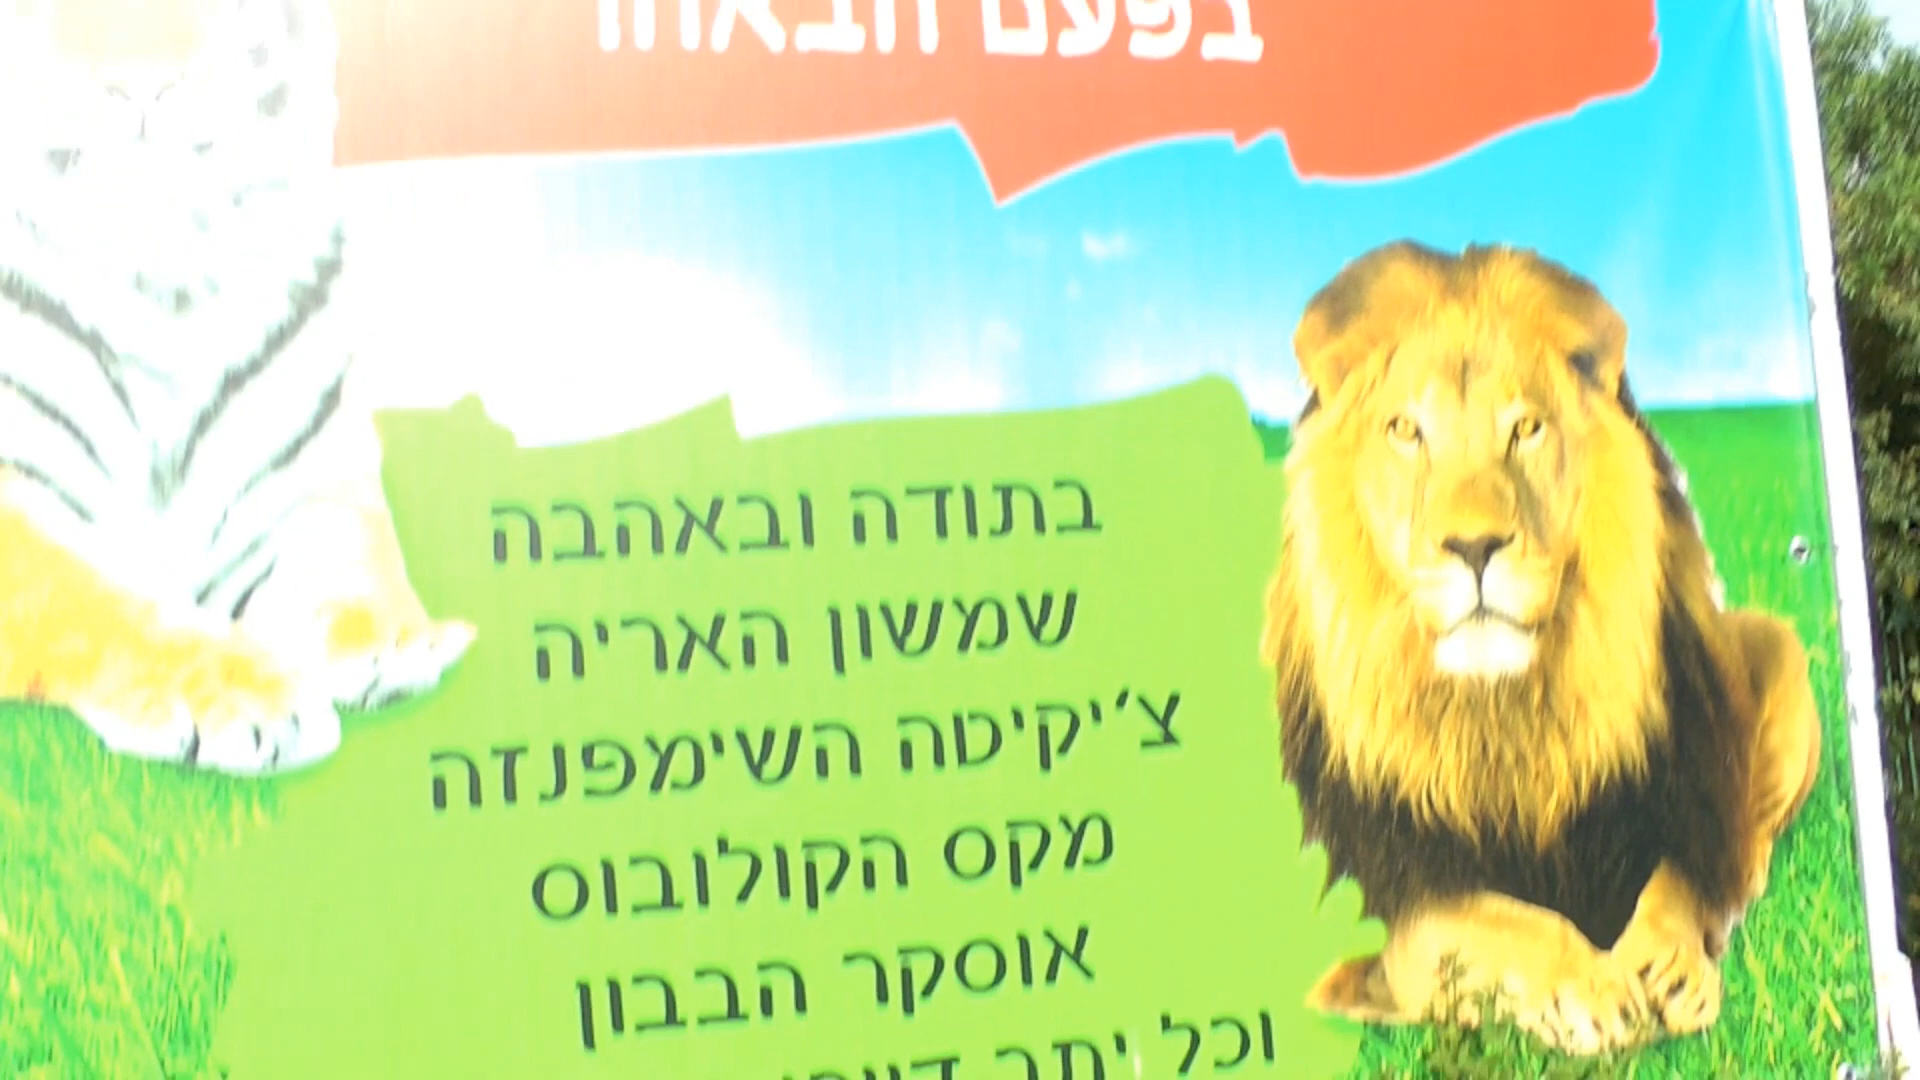 בפעם הבאה
בתודה ובאהבה
שמשון האריה
צ'יקיטה השימפנזה
מקס הקולובוס
אוסקר הבבון
וכל יתר